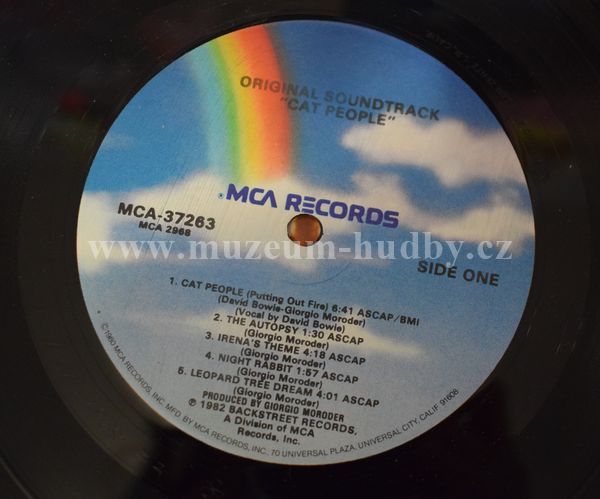 ORIGINAL SOUNDTRACK
"CAT PEOPLE"
MCA RECORDS
®
MCA-37263
MCA 2968
www.muzeum-hudby.cz
SIDE ONE
1. CAT PEOPLE (Putting Out Fire) 6:41 ASCAP/BMI
(David Bowie-Giorgio Moroder)
(Vocal by David Bowie)
2. THE AUTOPSY 1:30 ASCAP
(Giorgio Moroder)
3. IRENA'S THEME 4:18 ASCAP
(Giorgio Moroder)
4. NIGHT RABBIT 1:57 ASCAP
(Giorgio Moroder)
5. LEOPARD TREE DREAM 4:01 ASCAP
(Giorgio Moroder)
PRODUCED BY GIORGIO MORODER
℗ 1982 BACKSTREET RECORDS,
A Division of MCA
Records, Inc.
©1980 MCA RECORDS, INC. MFD. BY MCA RECORDS, INC., 70 UNIVERSAL PLAZA, UNIVERSAL CITY, CALIF. 91608